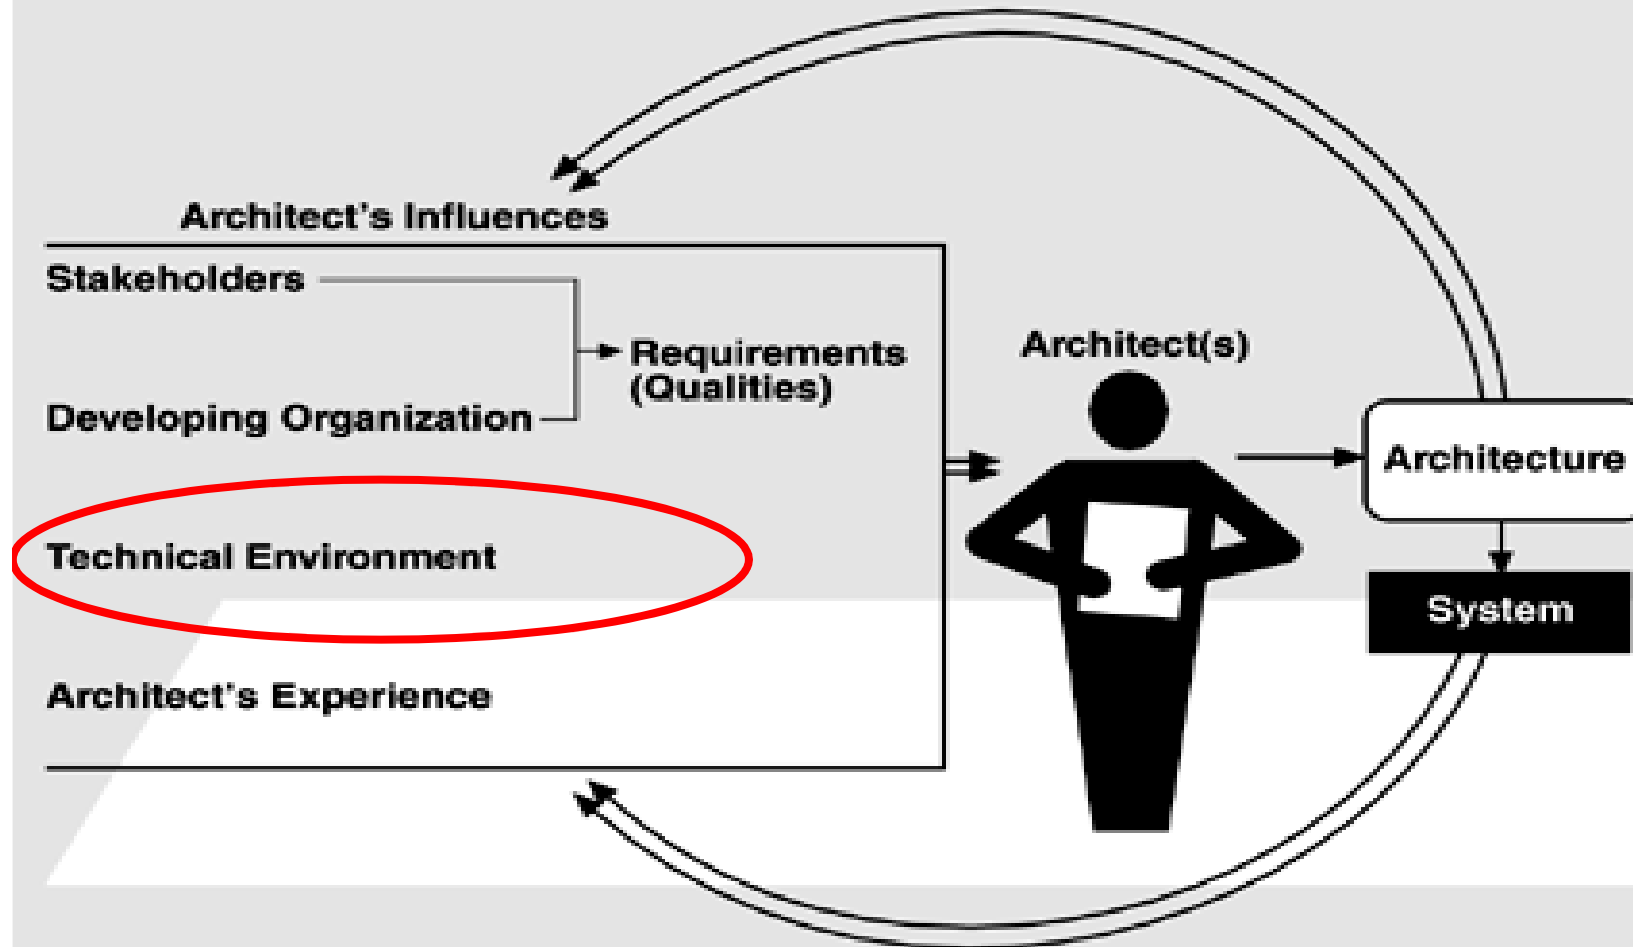 Architect's Influences
Stakeholders
Requirements
(Qualities)
Developing Organization
Technical Environment
Architect's Experience
Architect(s)
Architecture
System